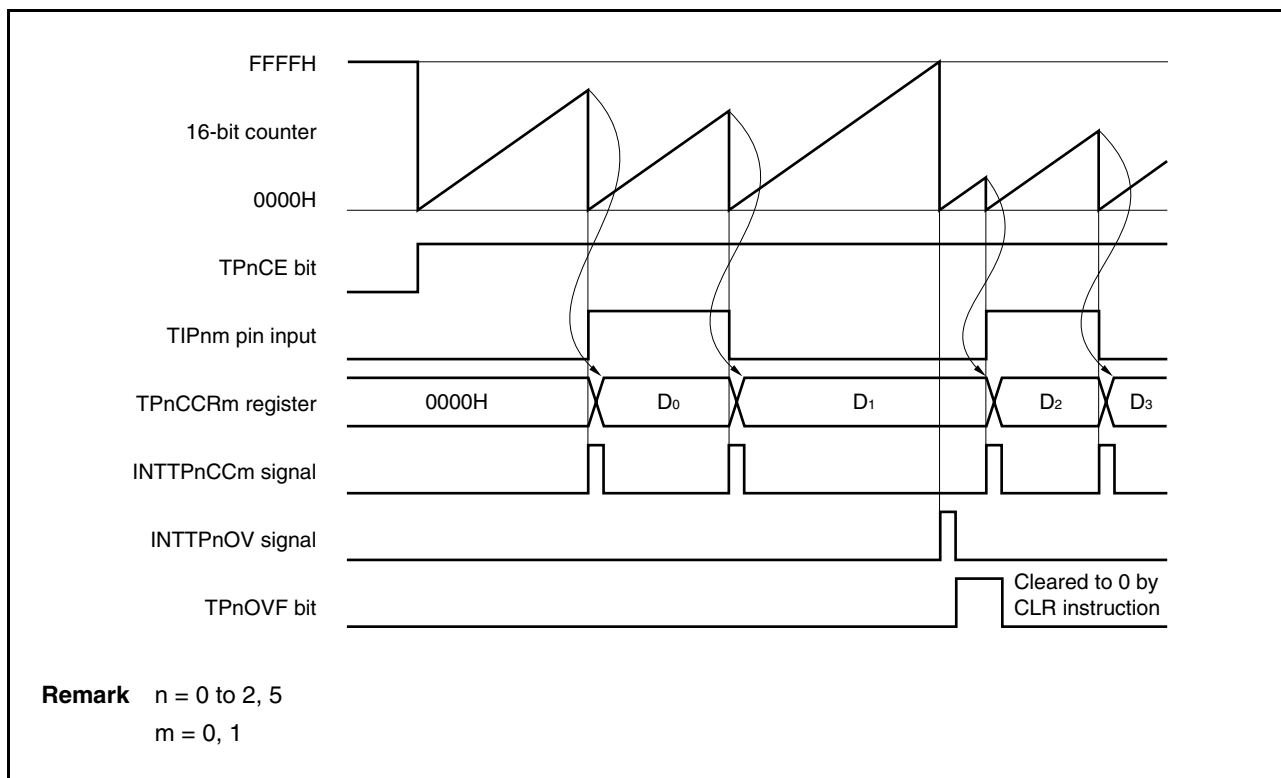 FFFFH
16-bit counter
0000H
TPnCE bit
TIPnm pin input
TPnCCRm register
0000H
D0
D1
D2
D3
INTTPnCCm signal
INTTPnOV signal
TPnOVF bit
Cleared to 0 by
CLR instruction
Remark n = 0 to 2, 5
m = 0, 1